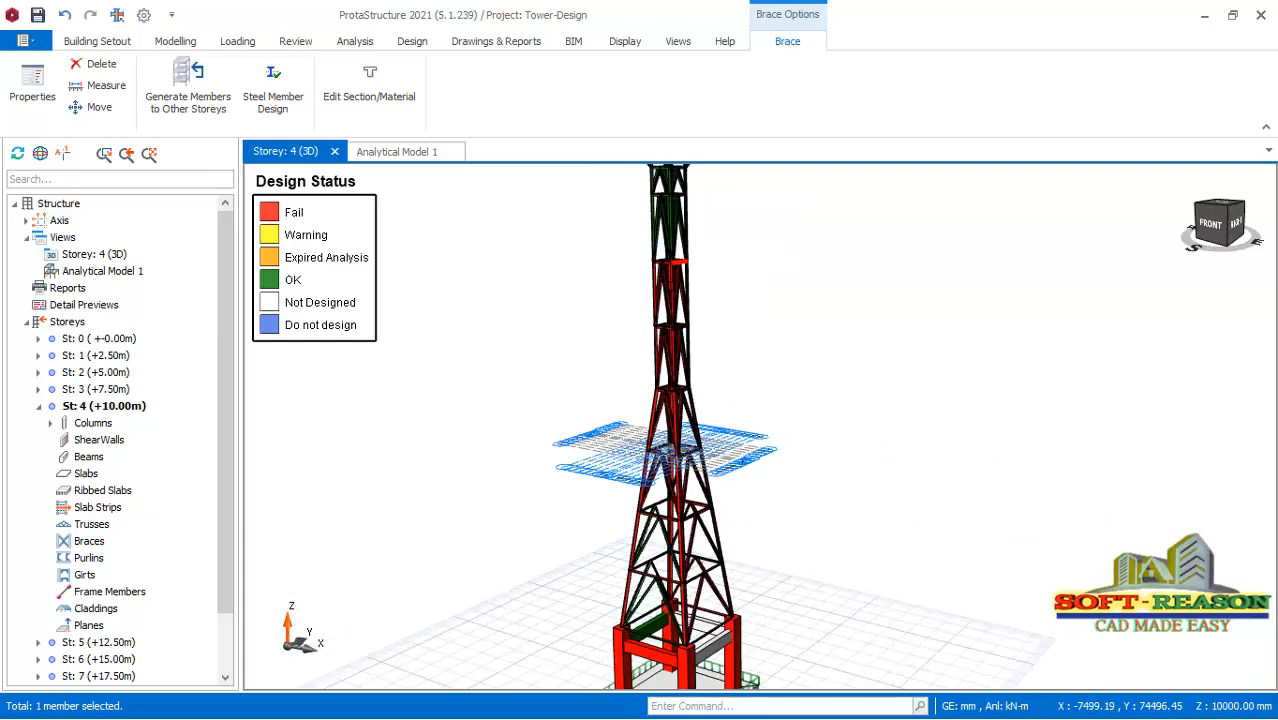 ProtaStructure 2021 (5.1.239) / Project: Tower-Design
Brace Options
Building Setout
Modelling
Loading
Review
Analysis
Design
Drawings & Reports
BIM
Display
Views
Help
Brace
Properties
Delete
Measure
Move
Generate Members
to Other Storeys
Steel Member
Design
Edit Section/Material
Storey: 4 (3D)
Analytical Model 1
Search...
Structure
Axis
Views
Storey: 4 (3D)
Analytical Model 1
Reports
Detail Previews
Storeys
St: 0 ( +-0.00m)
St: 1 (+2.50m)
St: 2 (+5.00m)
St: 3 (+7.50m)
St: 4 (+10.00m)
Columns
ShearWalls
Beams
Slabs
Ribbed Slabs
Slab Strips
Trusses
Braces
Purlins
Girts
Frame Members
Claddings
Planes
St: 5 (+12.50m)
St: 6 (+15.00m)
St: 7 (+17.50m)
Design Status
Fail
Warning
Expired Analysis
OK
Not Designed
Do not design
FRONT
S
E
Z
Y
X
SOFT-REASON
CAD MADE EASY
Total: 1 member selected.
Enter Command...
GE: mm , Anl: kN-m
X : -7499.19 , Y : 74496.45
Z : 10000.00 mm